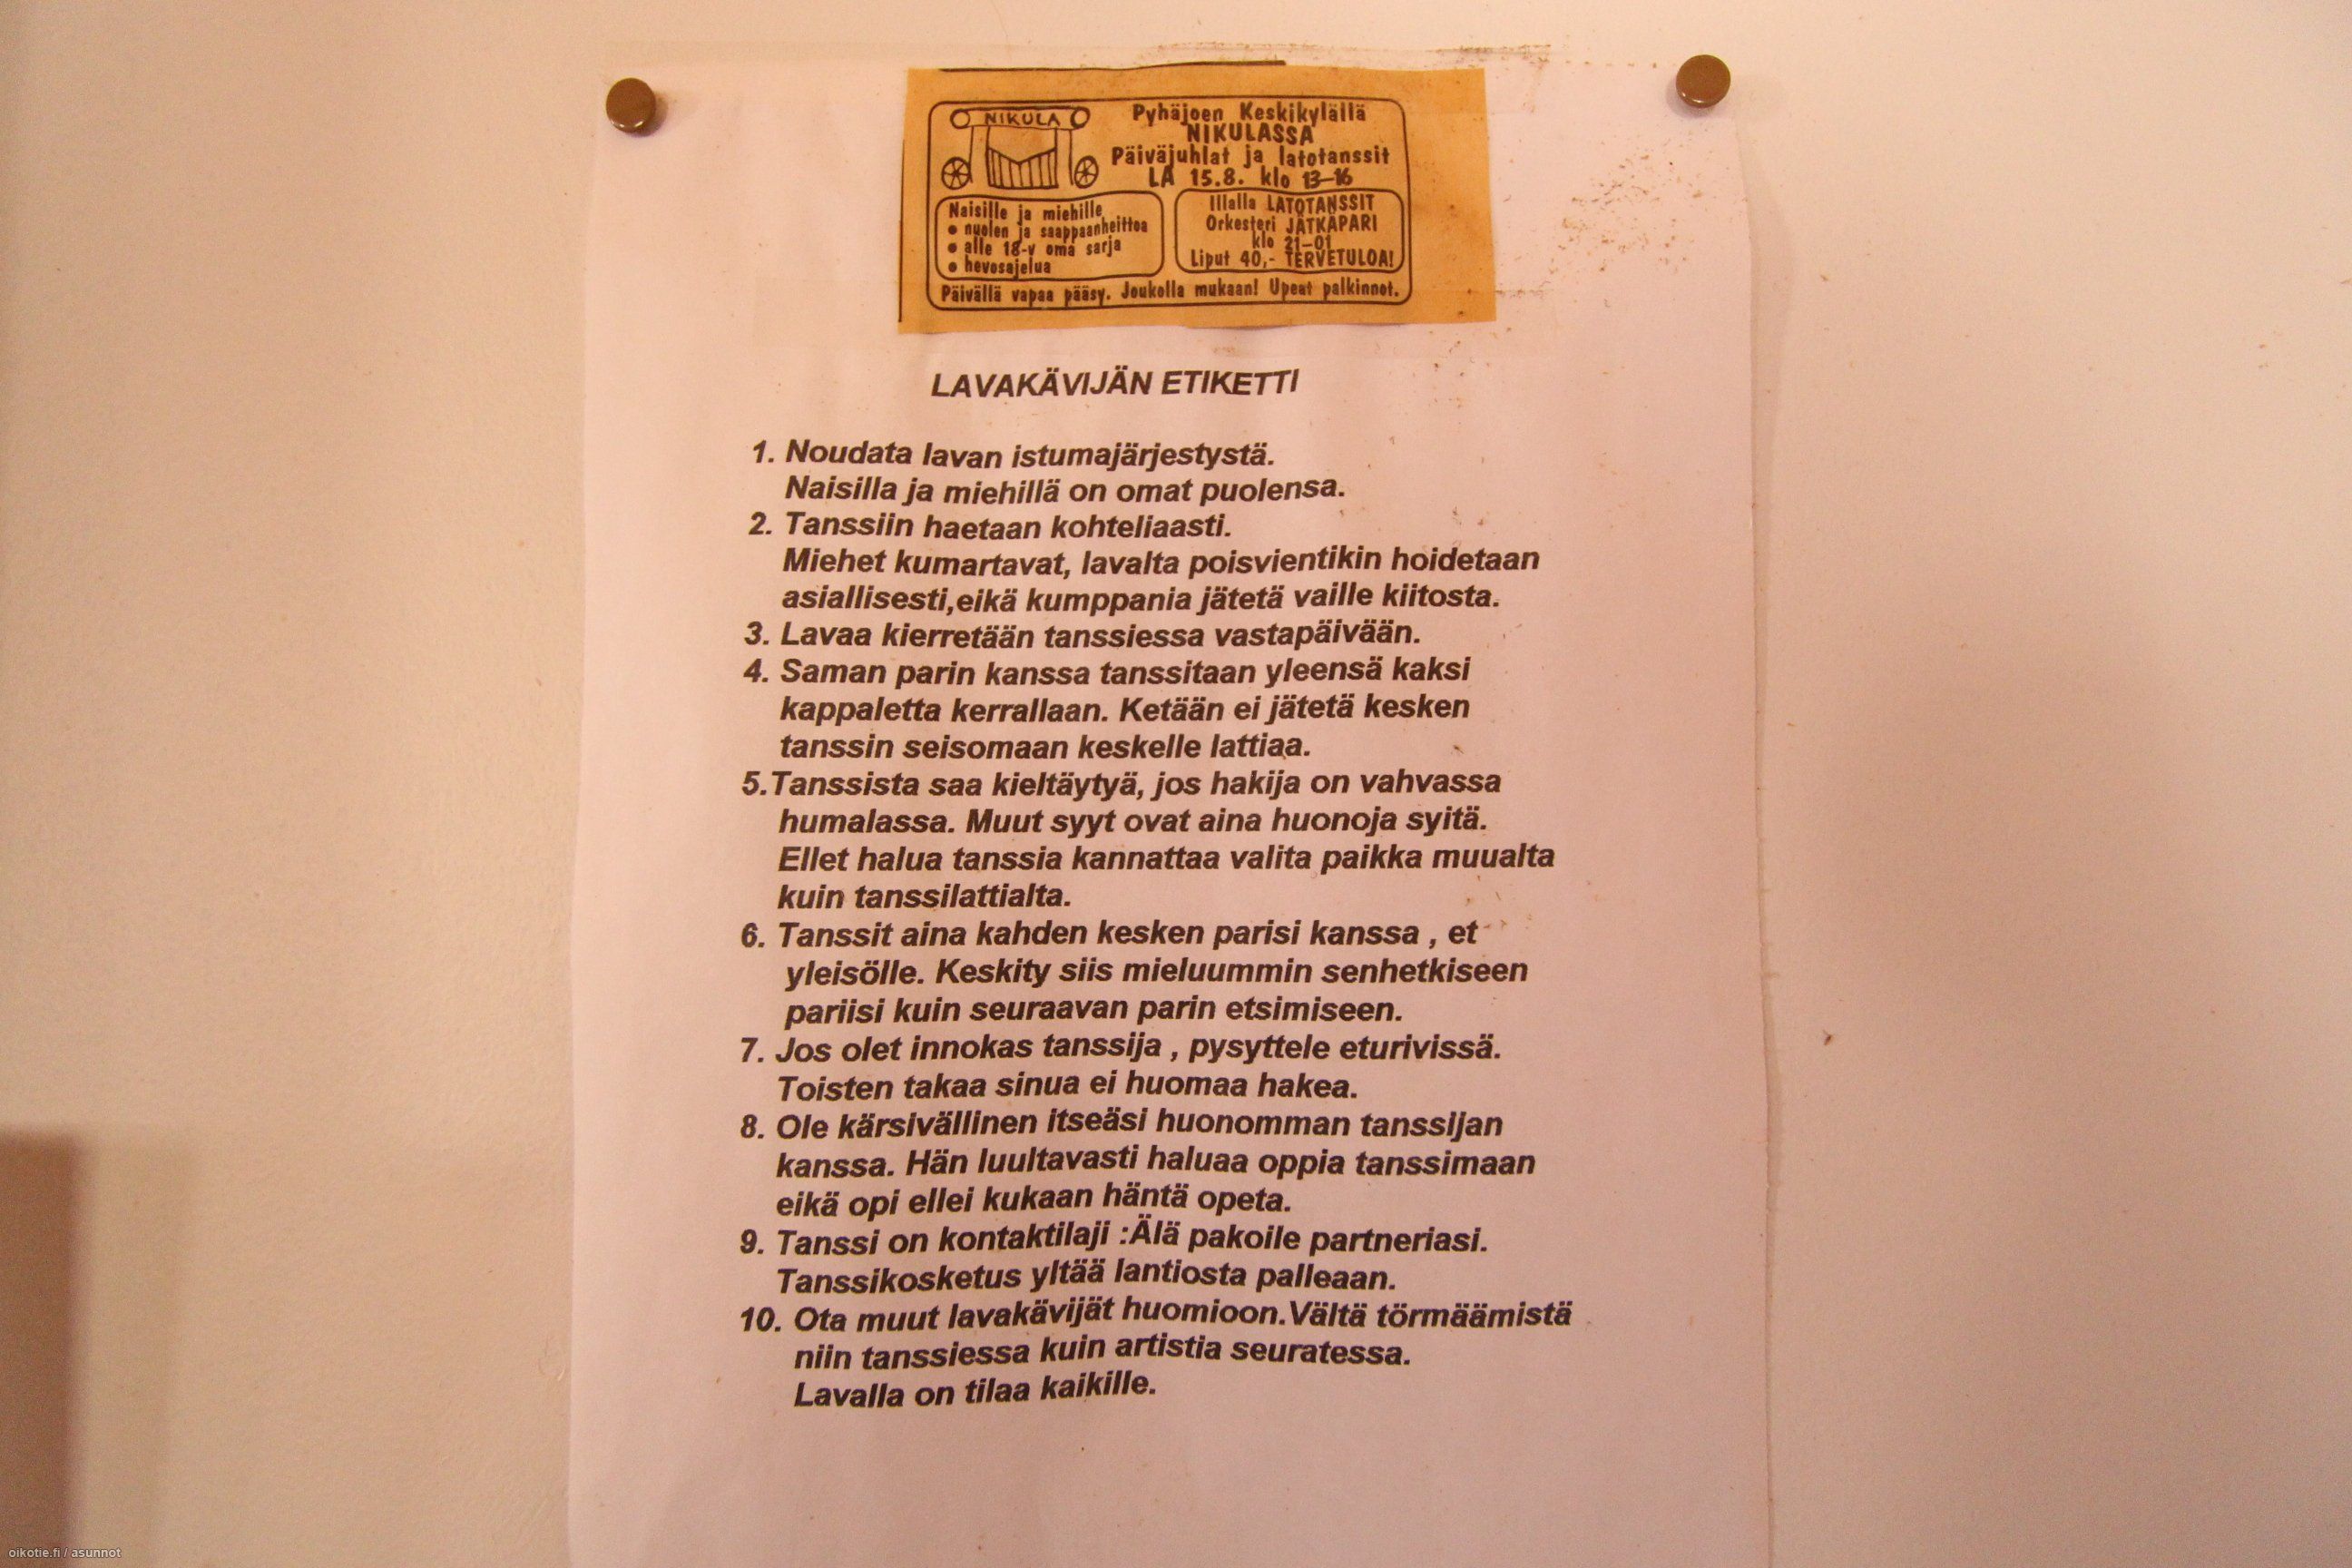 NIKULA
Pyhäjoen Keskikylällä
NIKULASSA
Päiväjuhlat ja latotanssit
LA 15.8. klo 13-16
Naisille ja miehille
• nuolen ja saappaanheittoa
• alle 18-v oma sarja
• hevosajelua
Illalla LATOTANSSIT
Orkesteri JÄTKÄPARI
klo 21-01
Liput 40,- TERVETULOA!
Päivällä vapaa pääsy. Joukolla mukaan! Upeat palkinnot.
LAVAKÄVIJÄN ETIKETTI
1. Noudata lavan istumajärjestystä.
Naisilla ja miehillä on omat puolensa.
2. Tanssiin haetaan kohteliaasti.
Miehet kumartavat, lavalta poisvientikin hoidetaan
asiallisesti,eikä kumppania jätetä vaille kiitosta.
3. Lavaa kierretään tanssiessa vastapäivään.
4. Saman parin kanssa tanssitaan yleensä kaksi
kappaletta kerrallaan. Ketään ei jätetä kesken
tanssin seisomaan keskelle lattiaa.
5.Tanssista saa kieltäytyä, jos hakija on vahvassa
humalassa. Muut syyt ovat aina huonoja syitä.
Ellet halua tanssia kannattaa valita paikka muualta
kuin tanssilattialta.
6. Tanssit aina kahden kesken parisi kanssa , et
yleisölle. Keskity siis mieluummin senhetkiseen
pariisi kuin seuraavan parin etsimiseen.
7. Jos olet innokas tanssija , pysyttele eturivissä.
Toisten takaa sinua ei huomaa hakea.
8. Ole kärsivällinen itseäsi huonomman tanssijan
kanssa. Hän luultavasti haluaa oppia tanssimaan
eikä opi ellei kukaan häntä opeta.
9. Tanssi on kontaktilaji :Älä pakoile partneriasi.
Tanssikosketus yltää lantiosta palleaan.
10. Ota muut lavakävijät huomioon.Vältä törmäämistä
niin tanssiessa kuin artistia seuratessa.
Lavalla on tilaa kaikille.
oikotie.fi / asunnot